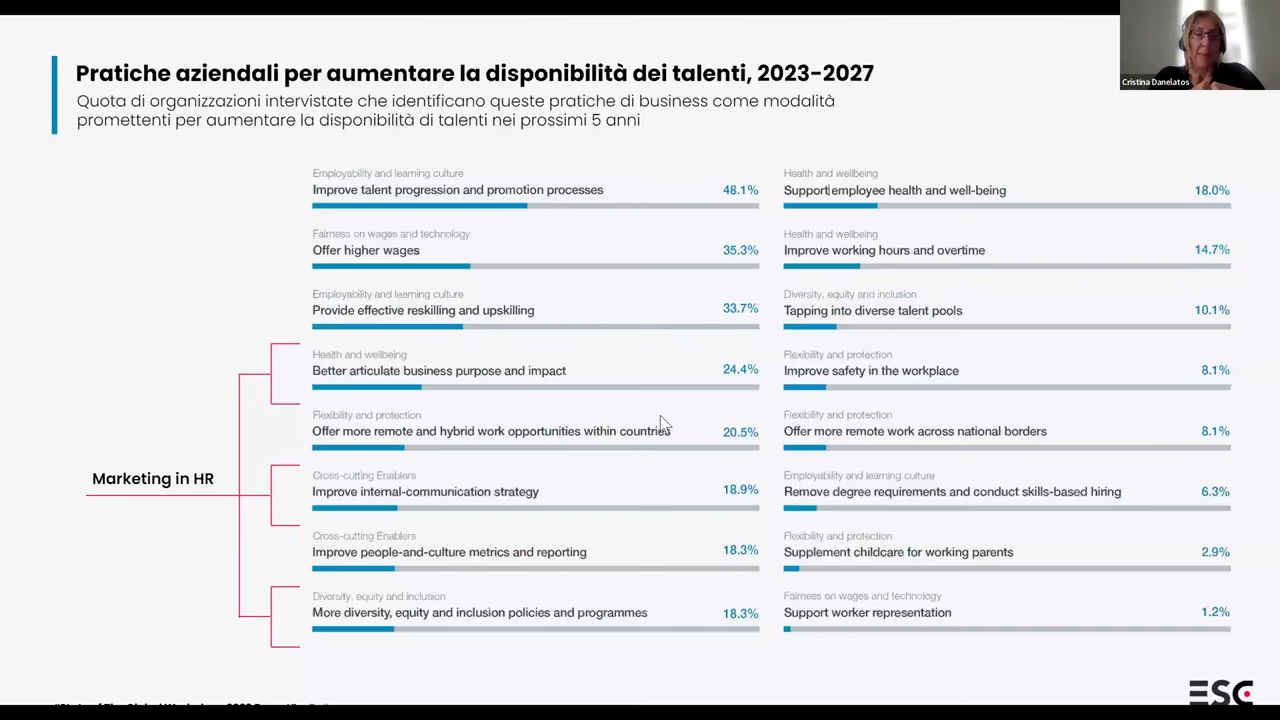 Pratiche aziendali per aumentare la disponibilità dei talenti, 2023-2027
Quota di organizzazioni intervistate che identificano queste pratiche di business come modalità
promettenti per aumentare la disponibilità di talenti nei prossimi 5 anni
Cristina Danelatos
Employability and learning culture
Improve talent progression and promotion processes 48.1%
Fairness on wages and technology
Offer higher wages 35.3%
Employability and learning culture
Provide effective reskilling and upskilling 33.7%
Health and wellbeing
Better articulate business purpose and impact 24.4%
Flexibility and protection
Offer more remote and hybrid work opportunities within countries 20.5%
Marketing in HR
Cross-cutting Enablers
Improve internal-communication strategy 18.9%
Cross-cutting Enablers
Improve people-and-culture metrics and reporting 18.3%
Diversity, equity and inclusion
More diversity, equity and inclusion policies and programmes 18.3%
Health and wellbeing
Support employee health and well-being 18.0%
Health and wellbeing
Improve working hours and overtime 14.7%
Diversity, equity and inclusion
Tapping into diverse talent pools 10.1%
Flexibility and protection
Improve safety in the workplace 8.1%
Flexibility and protection
Offer more remote work across national borders 8.1%
Employability and learning culture
Remove degree requirements and conduct skills-based hiring 6.3%
Flexibility and protection
Supplement childcare for working parents 2.9%
Fairness on wages and technology
Support worker representation 1.2%
ESC